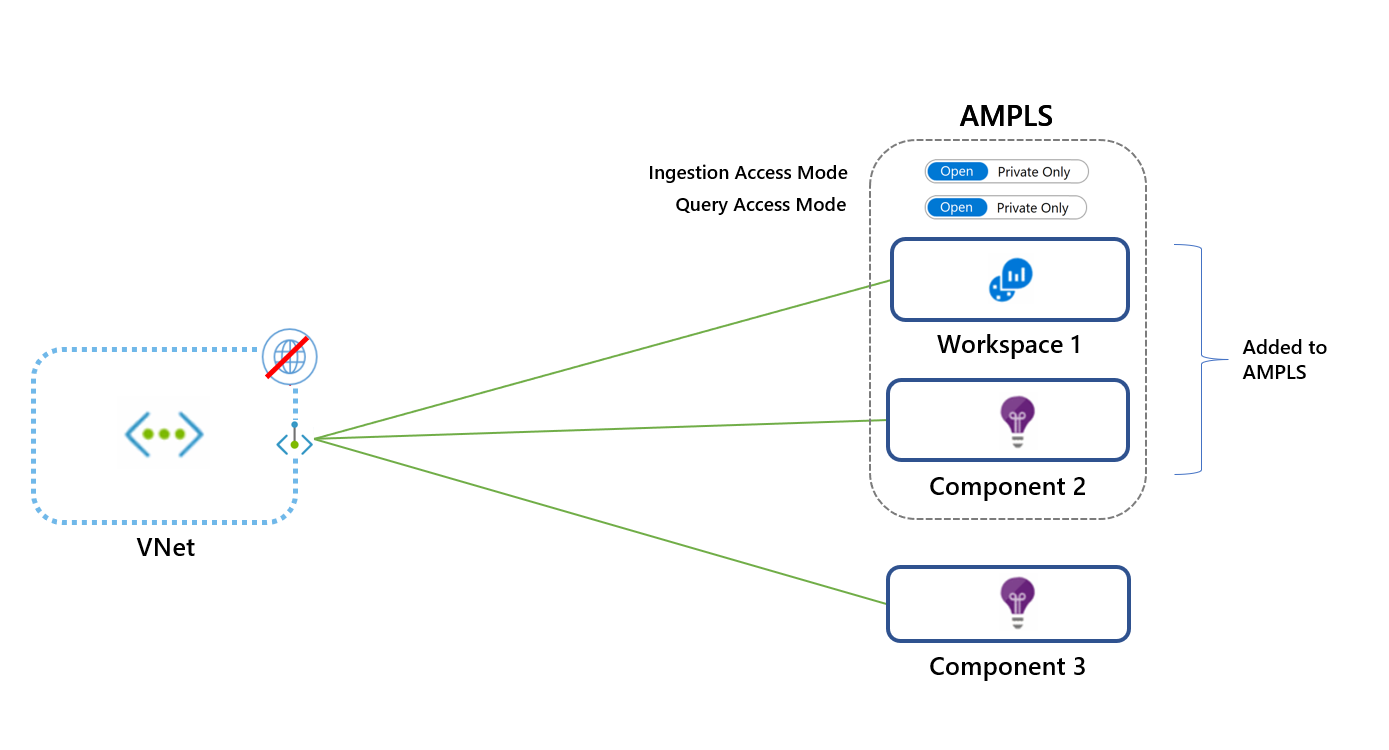 AMPLS
Ingestion Access Mode
Open Private Only
Query Access Mode
Open Private Only
Workspace 1
Added to
AMPLS
Component 2
VNet
Component 3